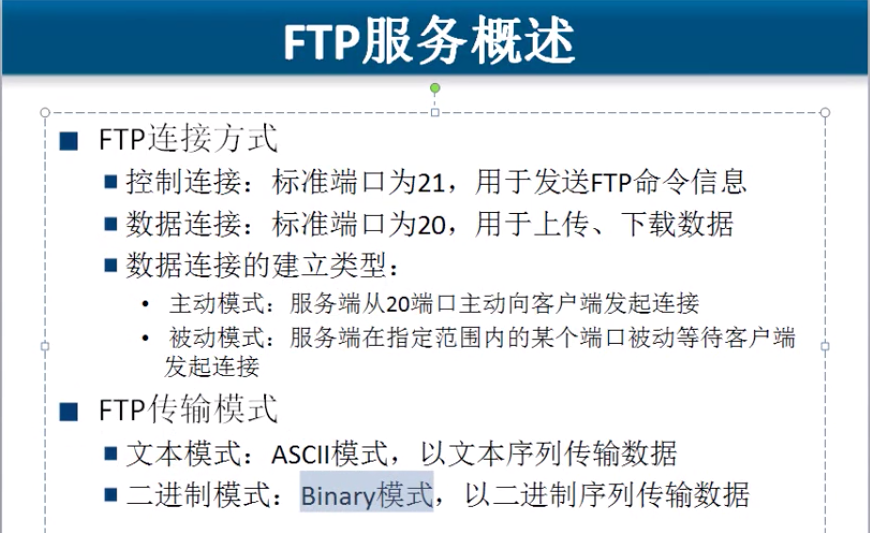 FTP服务概述
FTP连接方式
控制连接：标准端口为21，用于发送FTP命令信息
数据连接：标准端口为20，用于上传、下载数据
数据连接的建立类型：
主动模式：服务端从20端口主动向客户端发起连接
被动模式：服务端在指定范围内的某个端口被动等待客户端
发起连接
FTP传输模式
文本模式：ASCII模式，以文本序列传输数据
二进制模式：Binary模式，以二进制序列传输数据